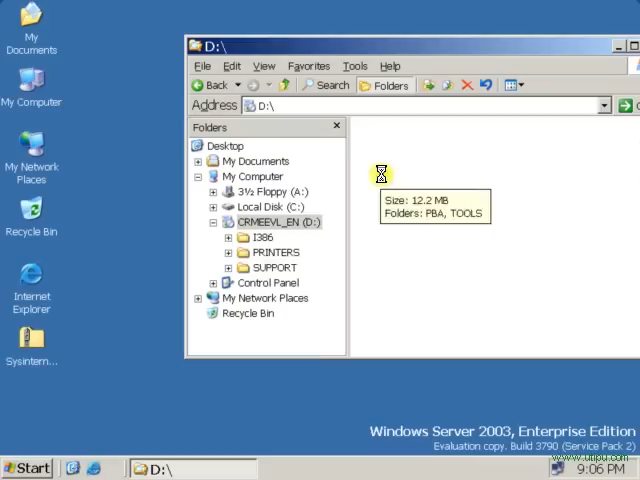 My
Documents
My Computer
My Network
Places
Recycle Bin
Internet
Explorer
Sysintern...
D:\
File Edit View Favorites Tools Help
Back Search Folders
Address D:\
Folders
Desktop
My Documents
My Computer
3½ Floppy (A:)
Local Disk (C:)
CRMEEVL_EN (D:)
I386
PRINTERS
SUPPORT
Control Panel
My Network Places
Recycle Bin
Size: 12.2 MB
Folders: PBA, TOOLS
Windows Server 2003, Enterprise Edition
Evaluation copy. Build 3790 (Service Pack 2)
Start D:\ 9:06 PM